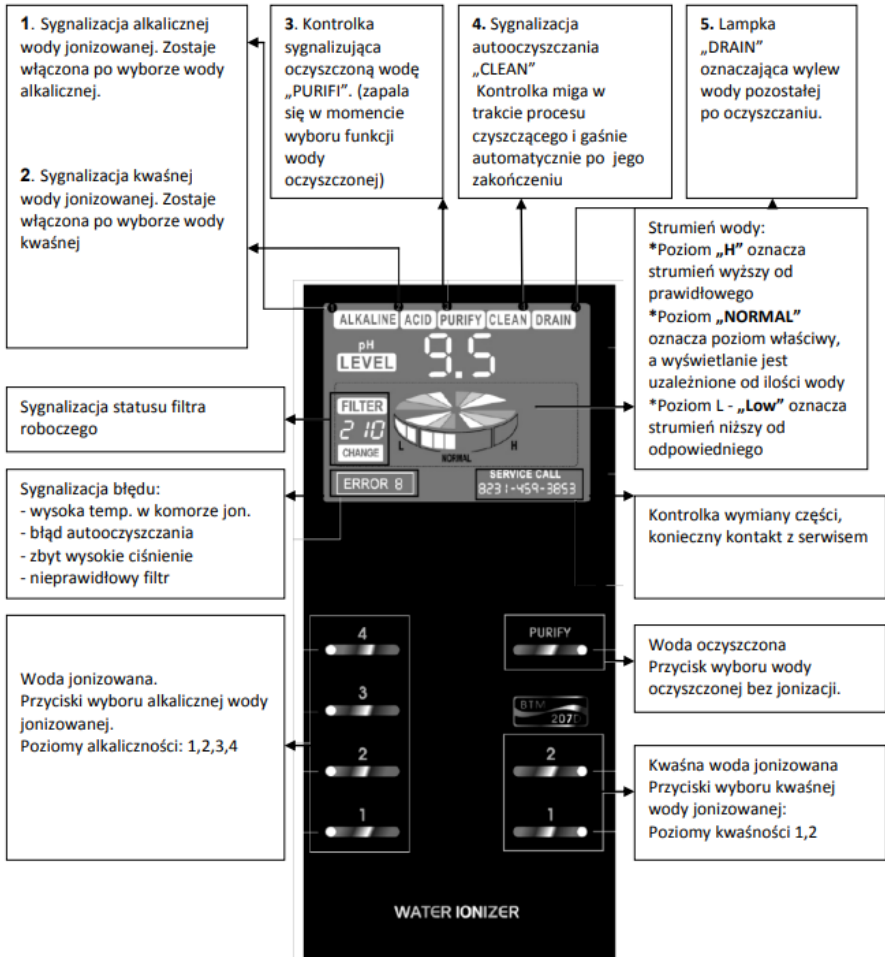 1. Sygnalizacja alkalicznej
wody jonizowanej. Zostaje
włączona po wyborze wody
alkalicznej.
2. Sygnalizacja kwaśnej
wody jonizowanej. Zostaje
włączona po wyborze wody
kwaśnej
3. Kontrolka
sygnalizująca
oczyszczoną wodę
„PURIFI”. (zapala
się w momencie
wyboru funkcji
wody
oczyszczonej)
4. Sygnalizacja
autooczyszczania
„CLEAN”
Kontrolka miga w
trakcie procesu
czyszczącego i gaśnie
automatycznie po jego
zakończeniu
5. Lampka
„DRAIN”
oznaczająca wylew
wody pozostałej
po oczyszczaniu.
Strumień wody:
*Poziom „H” oznacza
strumień wyższy od
prawidłowego
*Poziom „NORMAL”
oznacza poziom właściwy,
a wyświetlanie jest
uzależnione od ilości wody
*Poziom L - „Low” oznacza
strumień niższy od
odpowiedniego
ALKALINE ACID PURIFY CLEAN DRAIN
pH
LEVEL 9.5
FILTER
210
CHANGE
L NORMAL H
ERROR 8
SERVICE CALL
8231-459-3853
Sygnalizacja statusu filtra
roboczego
Sygnalizacja błędu:
- wysoka temp. w komorze jon.
- błąd autooczyszczania
- zbyt wysokie ciśnienie
- nieprawidłowy filtr
Kontrolka wymiany części,
konieczny kontakt z serwisem
Woda jonizowana.
Przyciski wyboru alkalicznej wody
jonizowanej.
Poziomy alkaliczności: 1,2,3,4
4
3
2
1
PURIFY
BTM
207D
2
1
Woda oczyszczona
Przycisk wyboru wody
oczyszczonej bez jonizacji.
Kwaśna woda jonizowana
Przyciski wyboru kwaśnej
wody jonizowanej:
Poziomy kwaśności 1,2
WATER IONIZER